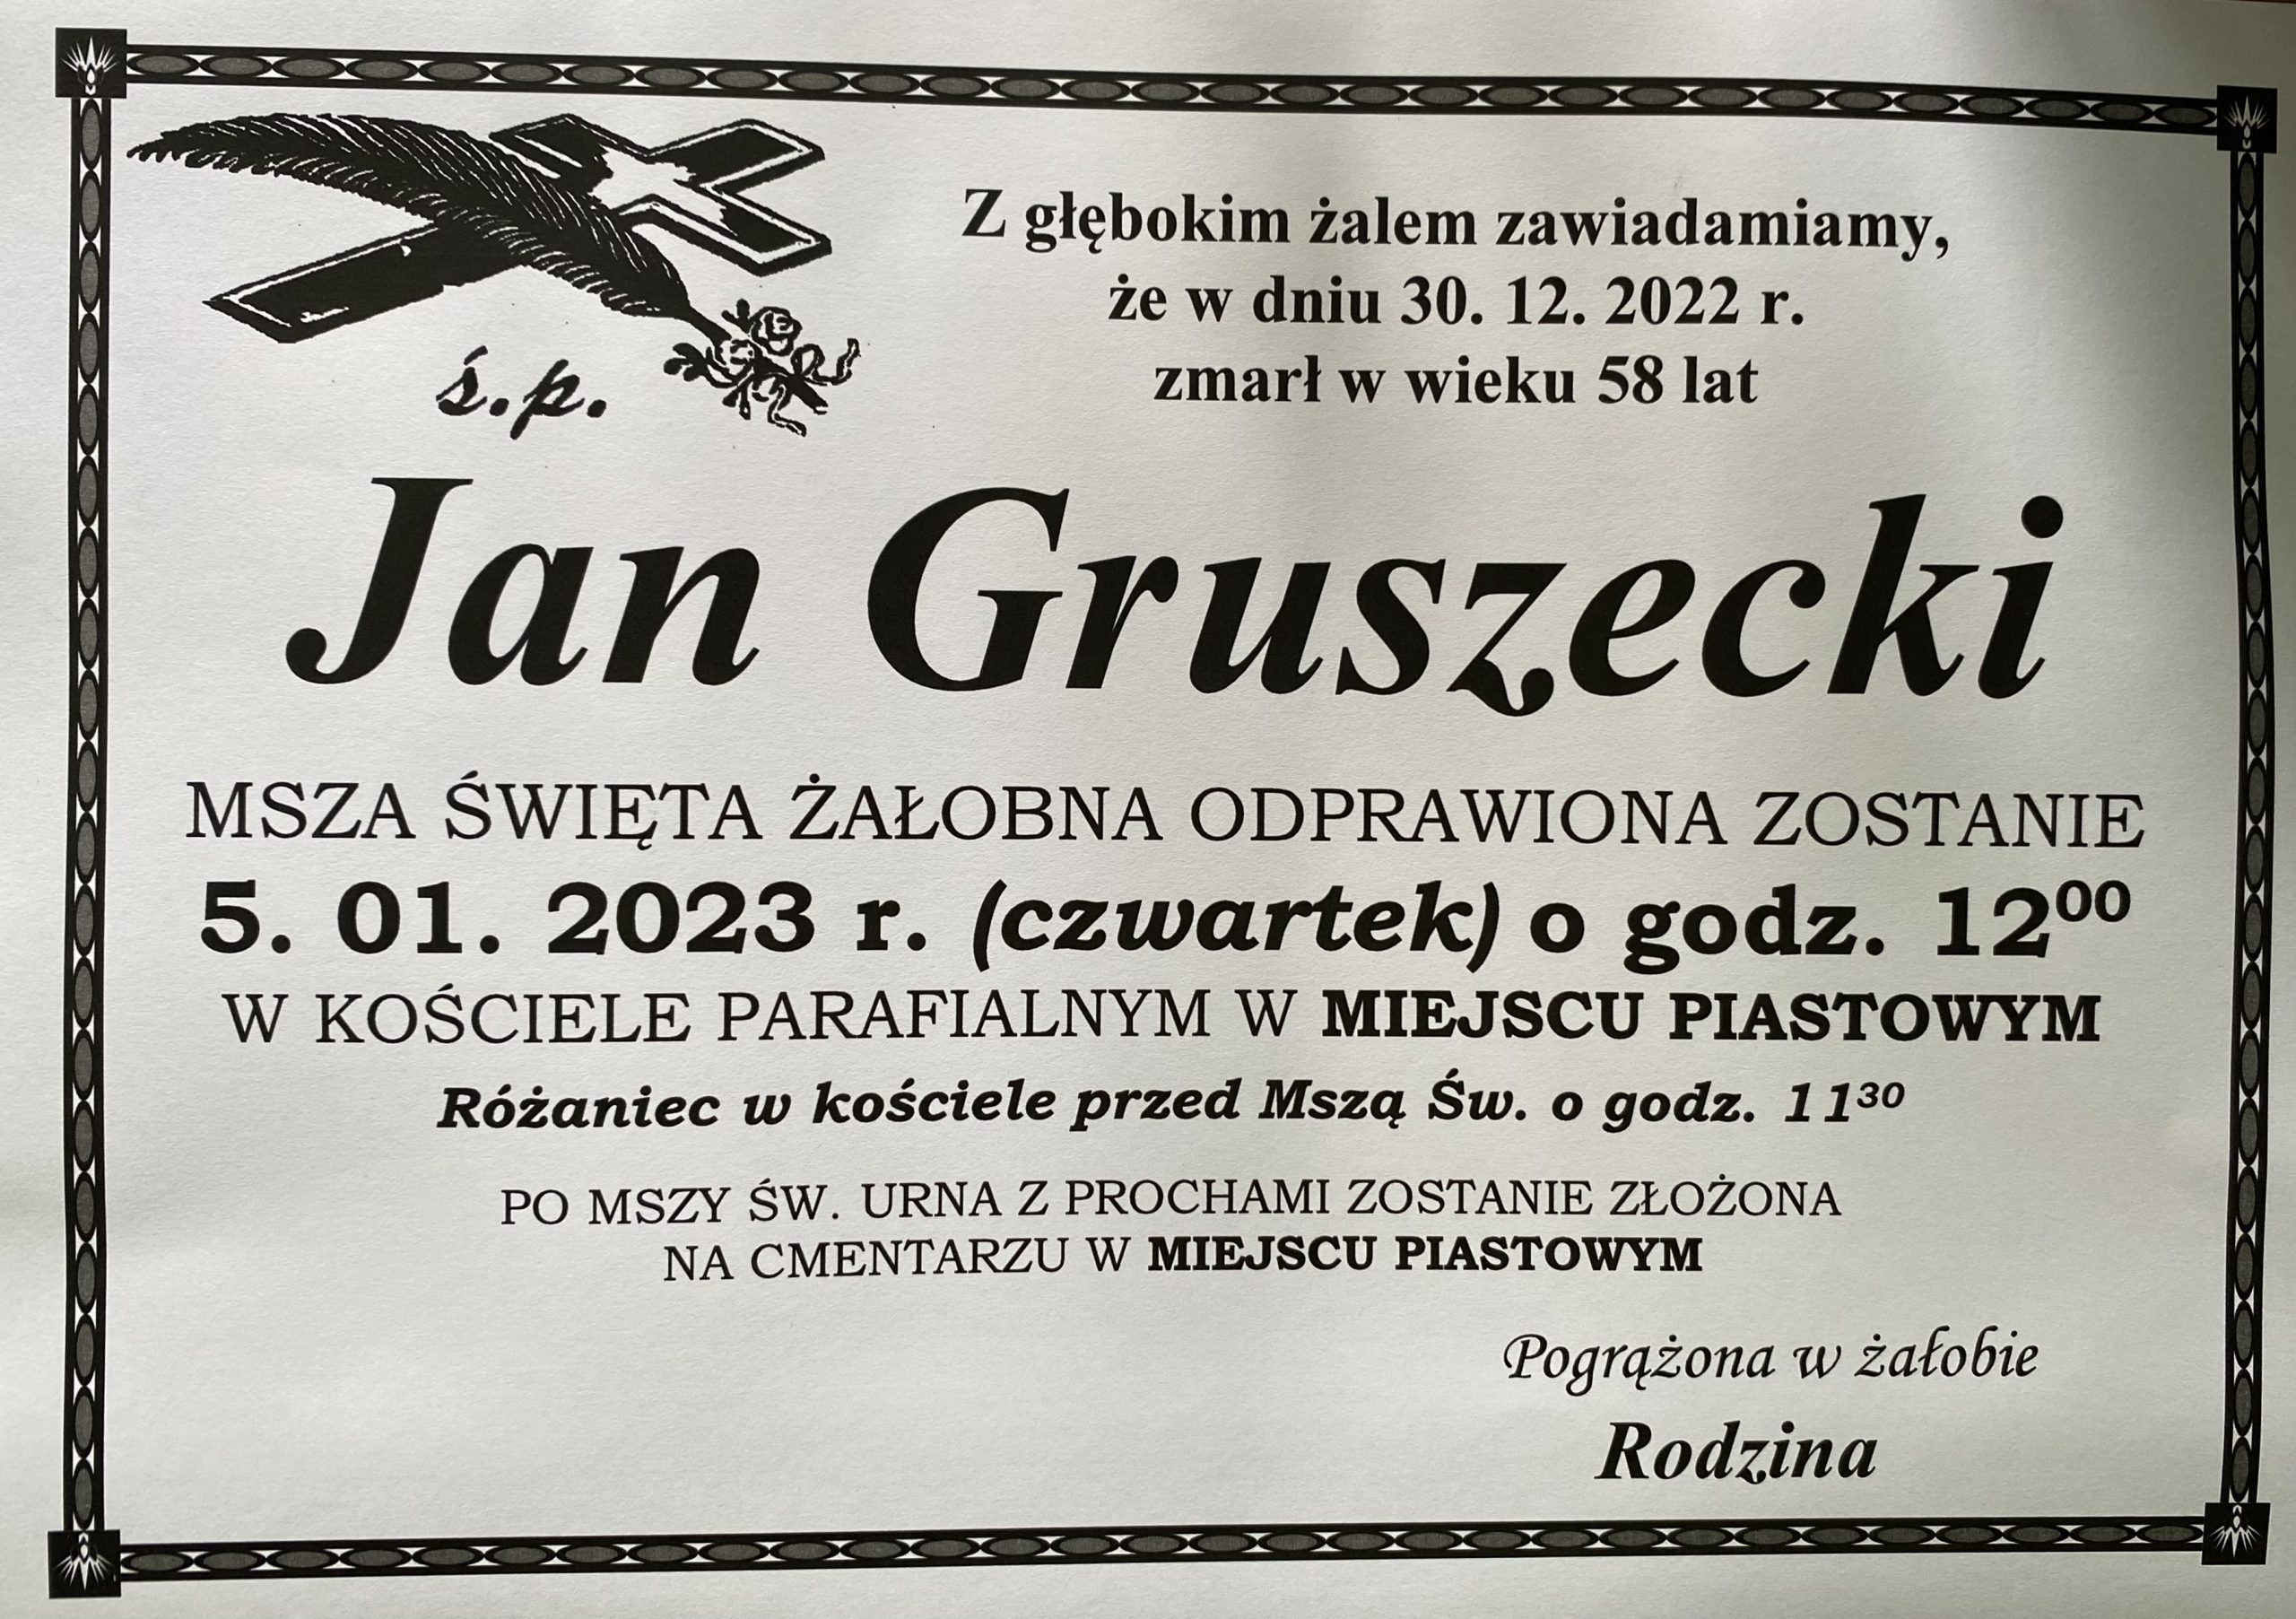 Z głębokim żalem zawiadamiamy,
że w dniu 30. 12. 2022 r.
zmarł w wieku 58 lat
ś.p.
Jan Gruszecki
MSZA ŚWIĘTA ŻAŁOBNA ODPRAWIONA ZOSTANIE
5. 01. 2023 r. (czwartek) o godz. 12⁰⁰
W KOŚCIELE PARAFIALNYM W MIEJSCU PIASTOWYM
Różaniec w kościele przed Mszą Św. o godz. 11³⁰
PO MSZY ŚW. URNA Z PROCHAMI ZOSTANIE ZŁOŻONA
NA CMENTARZU W MIEJSCU PIASTOWYM
Pogrążona w żałobie
Rodzina